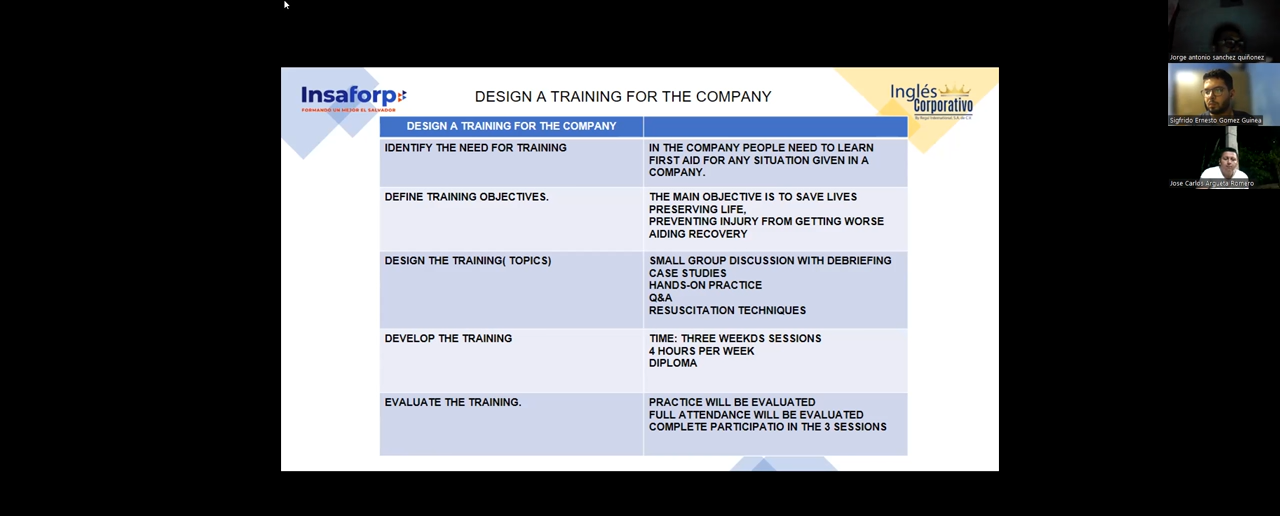 Insaforp
FORMANDO UN MEJOR EL SALVADOR
DESIGN A TRAINING FOR THE COMPANY
Inglés
Corporativo
DESIGN A TRAINING FOR THE COMPANY
IDENTIFY THE NEED FOR TRAINING
IN THE COMPANY PEOPLE NEED TO LEARN
FIRST AID FOR ANY SITUATION GIVEN IN A
COMPANY.
DEFINE TRAINING OBJECTIVES.
THE MAIN OBJECTIVE IS TO SAVE LIVES
PRESERVING LIFE,
PREVENTING INJURY FROM GETTING WORSE
AIDING RECOVERY
DESIGN THE TRAINING( TOPICS)
SMALL GROUP DISCUSSION WITH DEBRIEFING
CASE STUDIES
HANDS-ON PRACTICE
Q&A
RESUSCITATION TECHNIQUES
DEVELOP THE TRAINING
TIME: THREE WEEKDS SESSIONS
4 HOURS PER WEEK
DIPLOMA
EVALUATE THE TRAINING.
PRACTICE WILL BE EVALUATED
FULL ATTENDANCE WILL BE EVALUATED
COMPLETE PARTICIPATIO IN THE 3 SESSIONS
Jorge antonio sanchez quiñonez
Sigfrido Ernesto Gomez Guinea
Jose Carlos Argueta Romero